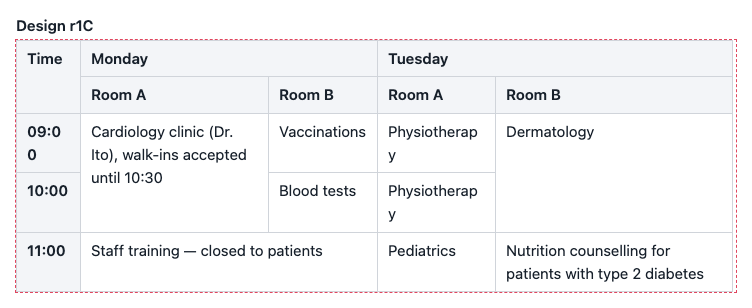 Design r1C
Time Monday Tuesday
Room A Room B Room A Room B
09:0
0
Cardiology clinic (Dr.
Ito), walk-ins accepted
until 10:30
Vaccinations
Physiotherap
y
Dermatology
10:00
Blood tests
Physiotherap
y
11:00
Staff training — closed to patients
Pediatrics
Nutrition counselling for
patients with type 2 diabetes